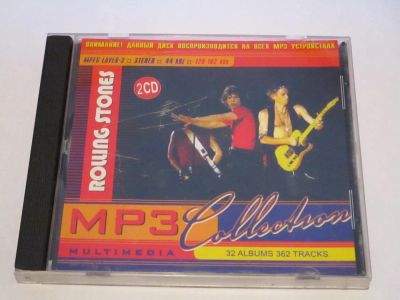 ВНИМАНИЕ! ДАННЫЙ ДИСК ВОСПРОИЗВОДИТСЯ НА ВСЕХ MP3 УСТРОЙСТВАХ
MPEG LAYER-3 :: STEREO :: 44 KHZ :: 128 192 KBS
ROLLING STONES
2CD
MP3 Collection
MULTIMEDIA
32 ALBUMS 362 TRACKS